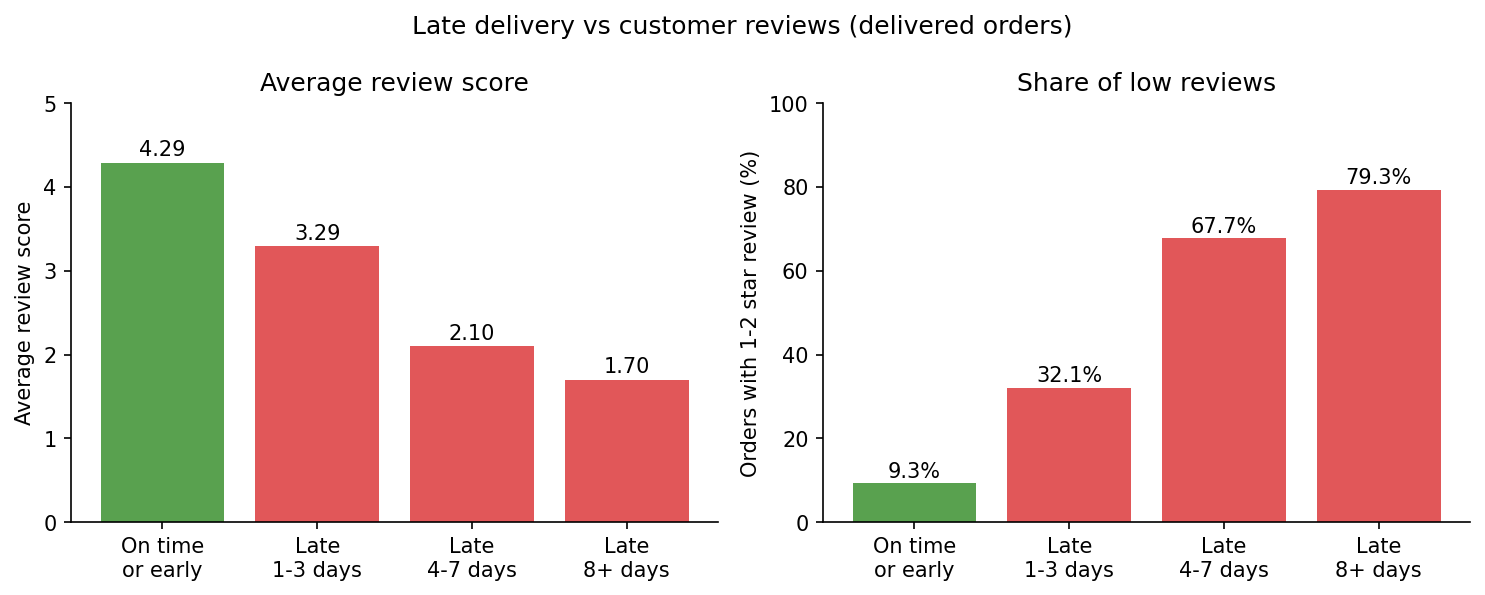 Late delivery vs customer reviews (delivered orders)
Average review score
Average review score
5
4
3
2
1
0
4.29
3.29
2.10
1.70
On time
or early
Late
1-3 days
Late
4-7 days
Late
8+ days
Share of low reviews
Orders with 1-2 star review (%)
100
80
60
40
20
0
9.3%
32.1%
67.7%
79.3%
On time
or early
Late
1-3 days
Late
4-7 days
Late
8+ days